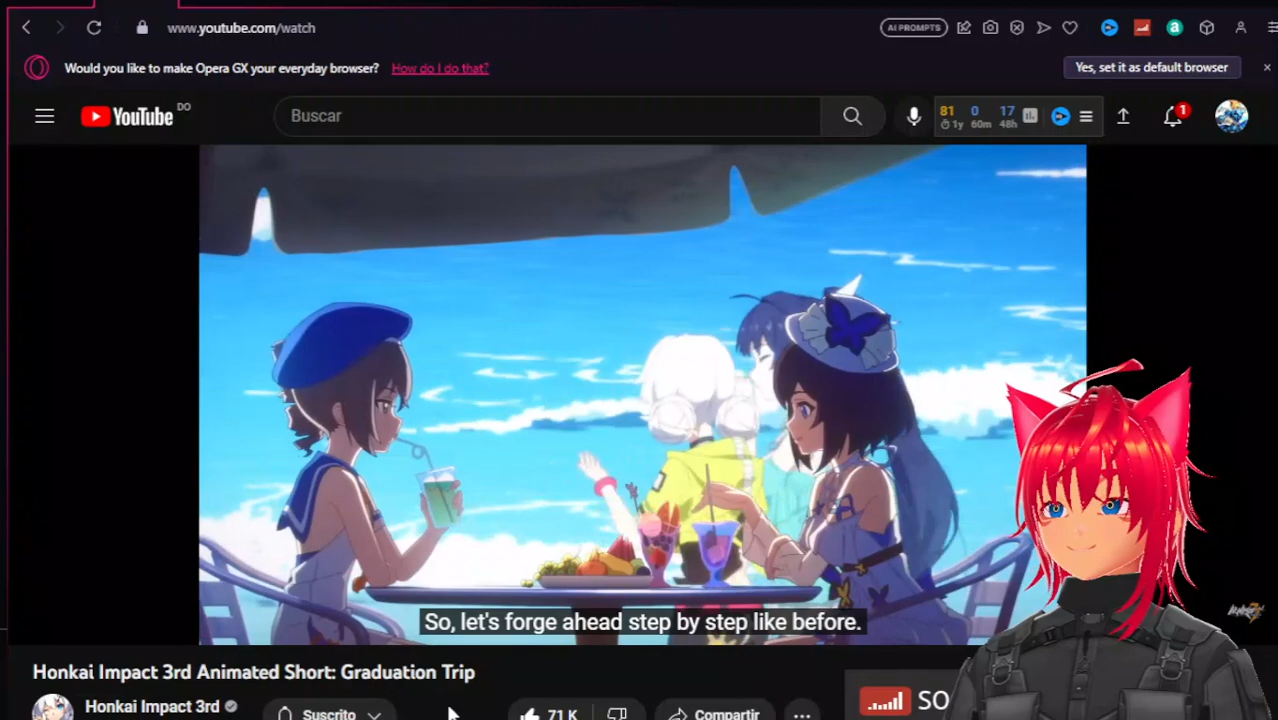 www.youtube.com/watch
AI PROMPTS
Would you like to make Opera GX your everyday browser? How do I do that?
Yes, set it as default browser
YouTube DO
Buscar
81 0 17
1y 60m 48h
1
So, let's forge ahead step by step like before.
Honkai Impact 3rd Animated Short: Graduation Trip
Honkai Impact 3rd
Suscrito
71 K
Compartir
SO